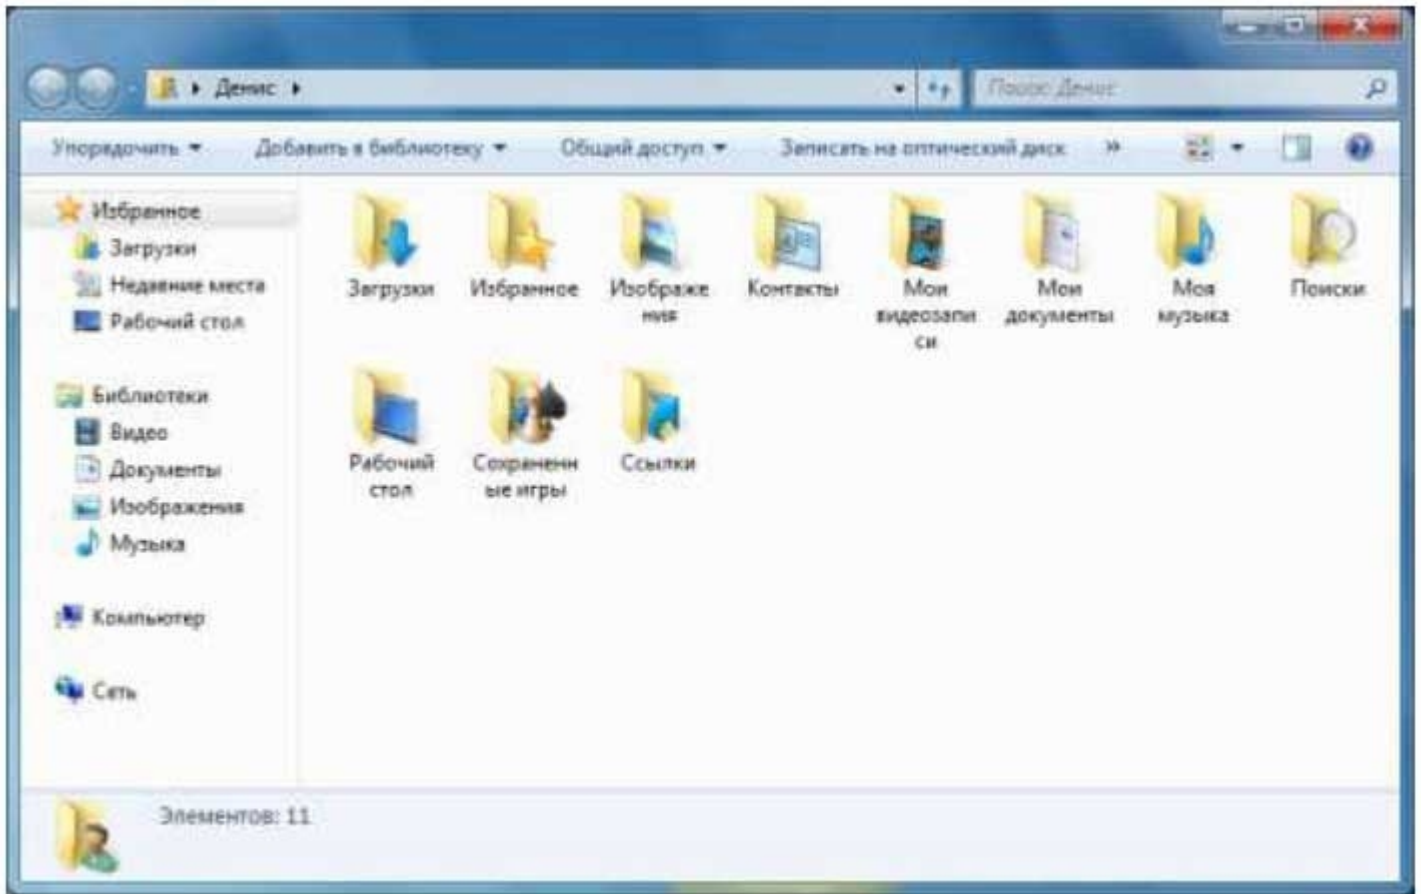 Денис
Поиск: Денис
Упорядочить
Добавить в библиотеку
Общий доступ
Записать на оптический диск
»
Избранное
Загрузки
Недавние места
Рабочий стол
Библиотеки
Видео
Документы
Изображения
Музыка
Компьютер
Сеть
Загрузки
Избранное
Изображе
ния
Контакты
Мои
видеозапи
си
Мои
документы
Моя
музыка
Поиски
Рабочий
стол
Сохраненн
ые игры
Ссылки
Элементов: 11